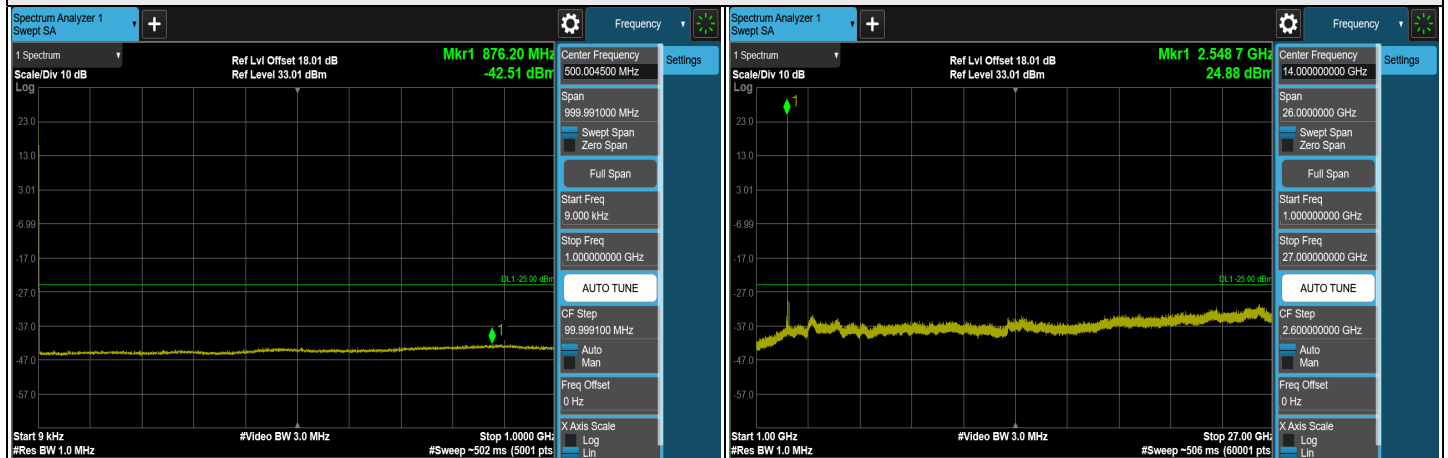 Spectrum Analyzer 1
Swept SA
+
Frequency
1 Spectrum
Scale/Div 10 dB
Log
Ref Lvl Offset 18.01 dB
Ref Level 33.01 dBm
Mkr1 876.20 MHz
-42.51 dBm
23.0
13.0
3.01
-6.99
-17.0
-27.0
-37.0
-47.0
-57.0
DL1 -25.00 dBm
1
Start 9 kHz
#Res BW 1.0 MHz
#Video BW 3.0 MHz
Stop 1.0000 GHz
#Sweep ~502 ms (5001 pts
Center Frequency
500.004500 MHz
Span
999.991000 MHz
Swept Span
Zero Span
Full Span
Start Freq
9.000 kHz
Stop Freq
1.000000000 GHz
AUTO TUNE
CF Step
99.999100 MHz
Auto
Man
Freq Offset
0 Hz
X Axis Scale
Log
Lin
Settings
Spectrum Analyzer 1
Swept SA
+
Frequency
1 Spectrum
Scale/Div 10 dB
Log
Ref Lvl Offset 18.01 dB
Ref Level 33.01 dBm
Mkr1 2.548 7 GHz
24.88 dBm
1
23.0
13.0
3.01
-6.99
-17.0
-27.0
-37.0
-47.0
-57.0
DL1 -25.00 dBm
Start 1.00 GHz
#Res BW 1.0 MHz
#Video BW 3.0 MHz
Stop 27.00 GHz
#Sweep ~506 ms (60001 pts
Center Frequency
14.000000000 GHz
Span
26.0000000 GHz
Swept Span
Zero Span
Full Span
Start Freq
1.000000000 GHz
Stop Freq
27.000000000 GHz
AUTO TUNE
CF Step
2.600000000 GHz
Auto
Man
Freq Offset
0 Hz
X Axis Scale
Log
Lin
Settings